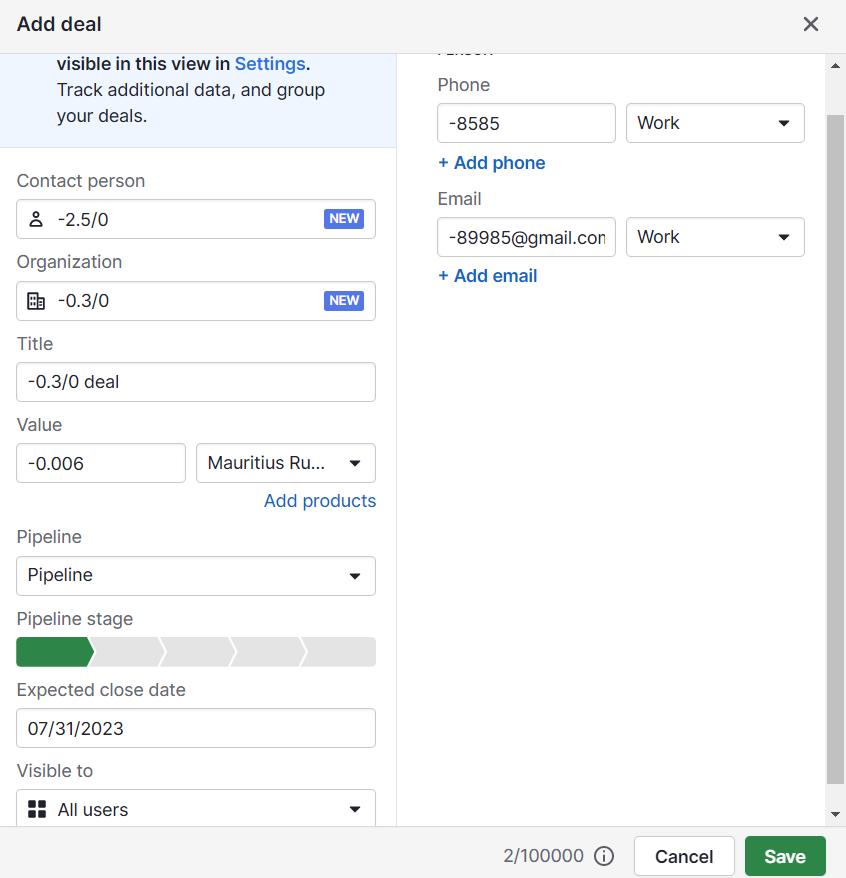 Add deal
visible in this view in Settings.
Track additional data, and group
your deals.
Contact person
-2.5/0 NEW
Organization
-0.3/0 NEW
Title
-0.3/0 deal
Value
-0.006 Mauritius Ru...
Add products
Pipeline
Pipeline
Pipeline stage
Expected close date
07/31/2023
Visible to
All users
Person
Phone
-8585 Work
+ Add phone
Email
-89985@gmail.com Work
+ Add email
2/100000 Cancel Save